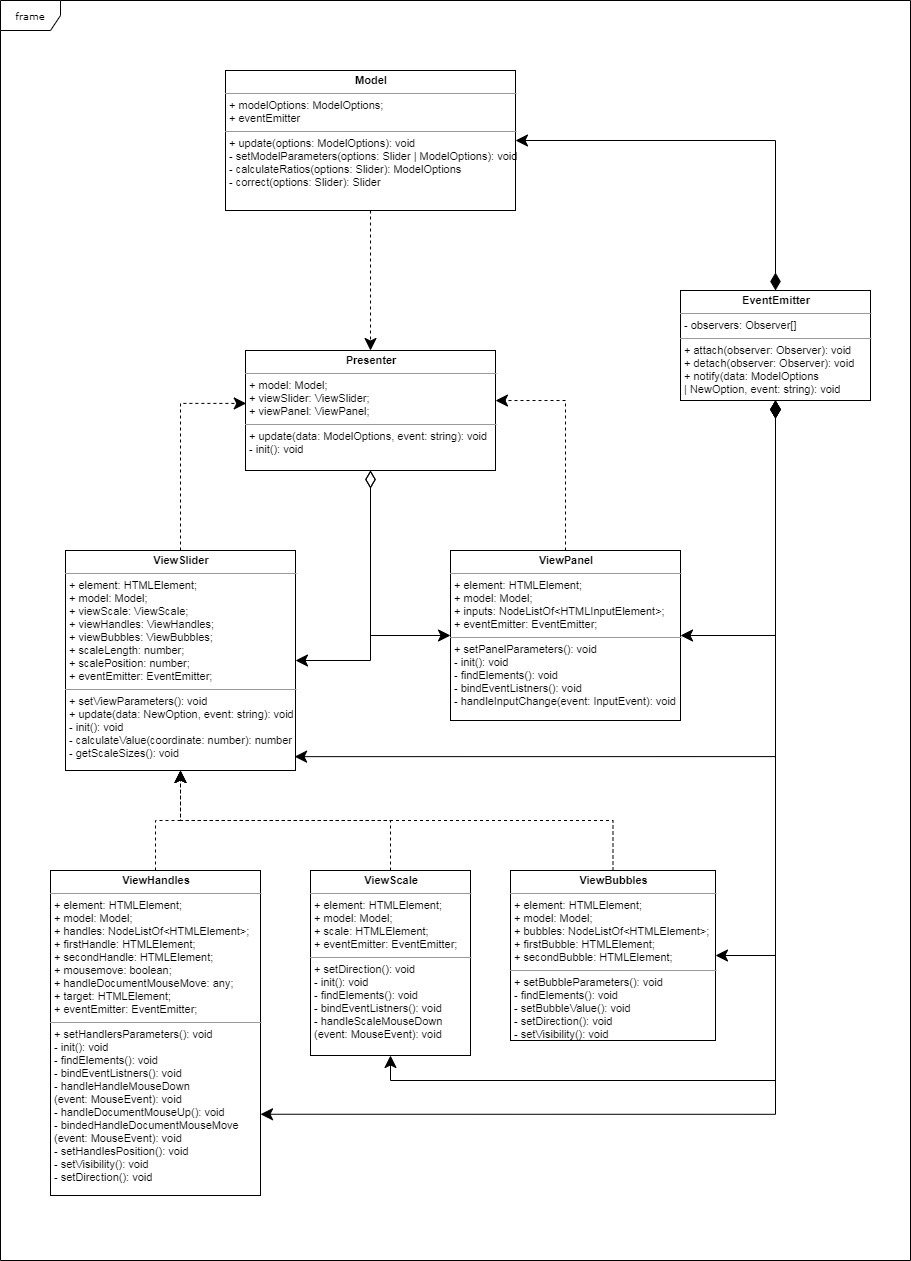 frame
Model
+ modelOptions: ModelOptions;
+ eventEmitter
+ update(options: ModelOptions): void
- setModelParameters(options: Slider | ModelOptions): void
- calculateRatios(options: Slider): ModelOptions
- correct(options: Slider): Slider
EventEmitter
- observers: Observer[]
+ attach(observer: Observer): void
+ detach(observer: Observer): void
+ notify(data: ModelOptions
| NewOption, event: string): void
Presenter
+ model: Model;
+ viewSlider: ViewSlider;
+ viewPanel: ViewPanel;
+ update(data: ModelOptions, event: string): void
- init(): void
ViewSlider
+ element: HTMLElement;
+ model: Model;
+ viewScale: ViewScale;
+ viewHandles: ViewHandles;
+ viewBubbles: ViewBubbles;
+ scaleLength: number;
+ scalePosition: number;
+ eventEmitter: EventEmitter;
+ setViewParameters(): void
+ update(data: NewOption, event: string): void
- init(): void
- calculateValue(coordinate: number): number
- getScaleSizes(): void
ViewPanel
+ element: HTMLElement;
+ model: Model;
+ inputs: NodeListOf<HTMLInputElement>;
+ eventEmitter: EventEmitter;
+ setPanelParameters(): void
- init(): void
- findElements(): void
- bindEventListners(): void
- handleInputChange(event: InputEvent): void
ViewHandles
+ element: HTMLElement;
+ model: Model;
+ handles: NodeListOf<HTMLElement>;
+ firstHandle: HTMLElement;
+ secondHandle: HTMLElement;
+ mousemove: boolean;
+ handleDocumentMouseMove: any;
+ target: HTMLElement;
+ eventEmitter: EventEmitter;
+ setHandlersParameters(): void
- init(): void
- findElements(): void
- bindEventListners(): void
- handleHandleMouseDown
(event: MouseEvent): void
- handleDocumentMouseUp(): void
- bindedHandleDocumentMouseMove
(event: MouseEvent): void
- setHandlesPosition(): void
- setVisibility(): void
- setDirection(): void
ViewScale
+ element: HTMLElement;
+ model: Model;
+ scale: HTMLElement;
+ eventEmitter: EventEmitter;
+ setDirection(): void
- init(): void
- findElements(): void
- bindEventListners(): void
- handleScaleMouseDown
(event: MouseEvent): void
ViewBubbles
+ element: HTMLElement;
+ model: Model;
+ bubbles: NodeListOf<HTMLElement>;
+ firstBubble: HTMLElement;
+ secondBubble: HTMLElement;
+ setBubbleParameters(): void
- findElements(): void
- setBubbleValue(): void
- setDirection(): void
- setVisibility(): void